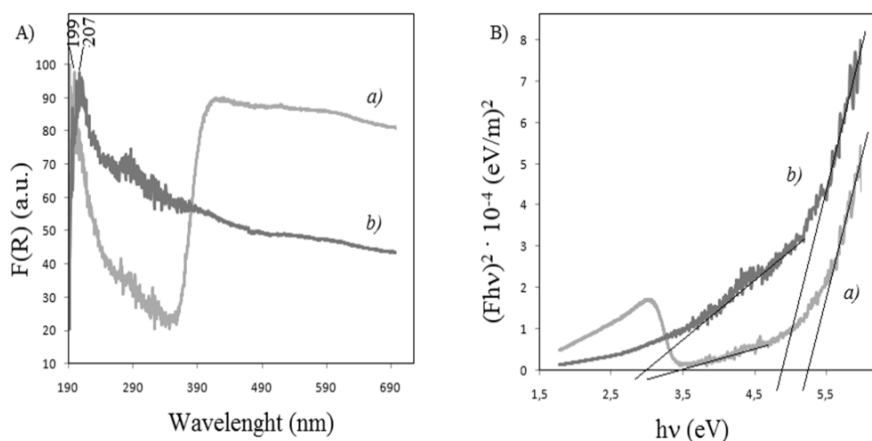 A)
199
207
100
90
80
70
60
50
40
30
20
10
a)
b)
190 290 390 490 590 690
F(R) (a.u.)
Wavelenght (nm)
B)
8
7
6
5
4
3
2
1
0
b)
a)
1,5 2,5 3,5 4,5 5,5
(Fhν)² · 10⁻⁴ (eV/m)²
hν (eV)